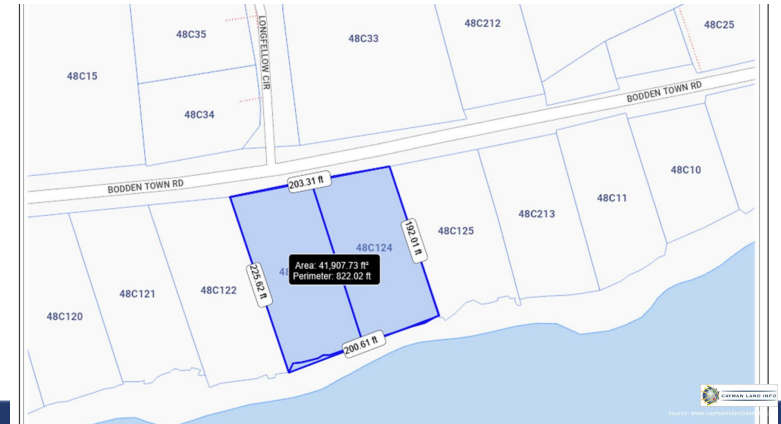 48C35
LONGFELLOW CIR
48C33
48C212
48C25
48C15
48C34
BODDEN TOWN RD
BODDEN TOWN RD
203.31 ft
48C10
48C11
48C213
48C125
48C124
192.01 ft
Area: 41,907.73 ft²
Perimeter: 822.02 ft
225.62 ft
48C122
48C121
48C120
200.61 ft
CAYMAN LAND INFO